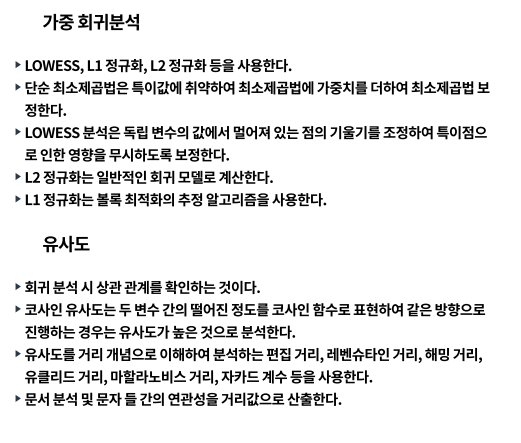 가중 회귀분석
▸ LOWESS, L1 정규화, L2 정규화 등을 사용한다.
▸ 단순 최소제곱법은 특이값에 취약하여 최소제곱법에 가중치를 더하여 최소제곱법 보
정한다.
▸ LOWESS 분석은 독립 변수의 값에서 멀어져 있는 점의 기울기를 조정하여 특이점으
로 인한 영향을 무시하도록 보정한다.
▸ L2 정규화는 일반적인 회귀 모델로 계산한다.
▸ L1 정규화는 볼록 최적화의 추정 알고리즘을 사용한다.
유사도
▸ 회귀 분석 시 상관 관계를 확인하는 것이다.
▸ 코사인 유사도는 두 변수 간의 떨어진 정도를 코사인 함수로 표현하여 같은 방향으로
진행하는 경우는 유사도가 높은 것으로 분석한다.
▸ 유사도를 거리 개념으로 이해하여 분석하는 편집 거리, 레벤슈타인 거리, 해밍 거리,
유클리드 거리, 마할라노비스 거리, 자카드 계수 등을 사용한다.
▸ 문서 분석 및 문자 들 간의 연관성을 거리값으로 산출한다.